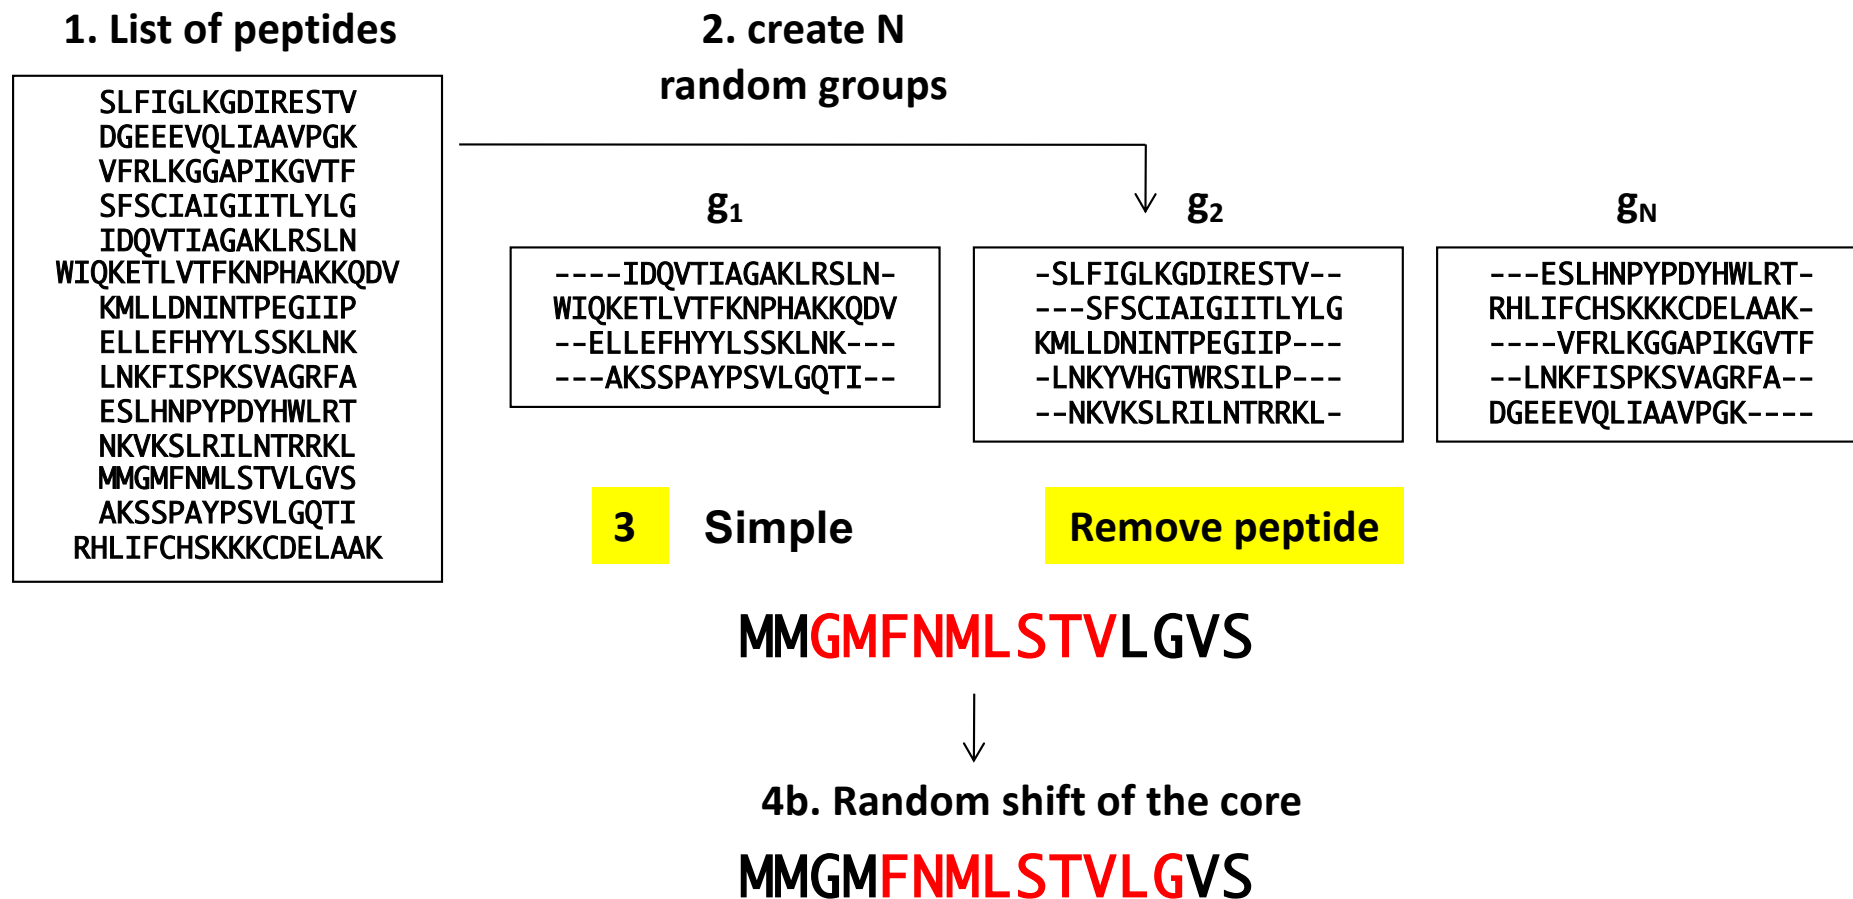 1. List of peptides
SLFIGLKGDIRESTV
DGEEEVQLIAAVPGK
VFRLKGGAPIKGVTF
SFSCIAIGIITLYLG
IDQVTIAGAKLRSLN
WIQKETLVTFKNPHAKKQDV
KMLLDNINTPEGIIP
ELLEFHYYLSSKLNK
LNKFISPKSVAGRFA
ESLHNPYPDYHWLRT
NKVKSLRILNTRRKL
MMGMFNMLSTVLGVS
AKSSPAYPSVLGQTI
RHLIFCHSKKKCDELAAK
2. create N
random groups
g1
----IDQVTIAGAKLRSLN-
WIQKETLVTFKNPHAKKQDV
--ELLEFHYYLSSKLNK---
---AKSSPAYPSVLGQTI--
g2
-SLFIGLKGDIRESTV--
---SFSCIAIGIITLYLG
KMLLDNINTPEGIIP---
-LNKYVHGTWRSILP---
--NKVKSLRILNTRRKL-
gN
---ESLHNPYPDYHWLRT-
RHLIFCHSKKKCDELAAK-
----VFRLKGGAPIKGVTF
--LNKFISPKSVAGRFA--
DGEEEVQLIAAVPGK----
3 Simple Remove peptide
MMGMFNMLSTVLGVS
4b. Random shift of the core
MMGMFNMLSTVLGVS